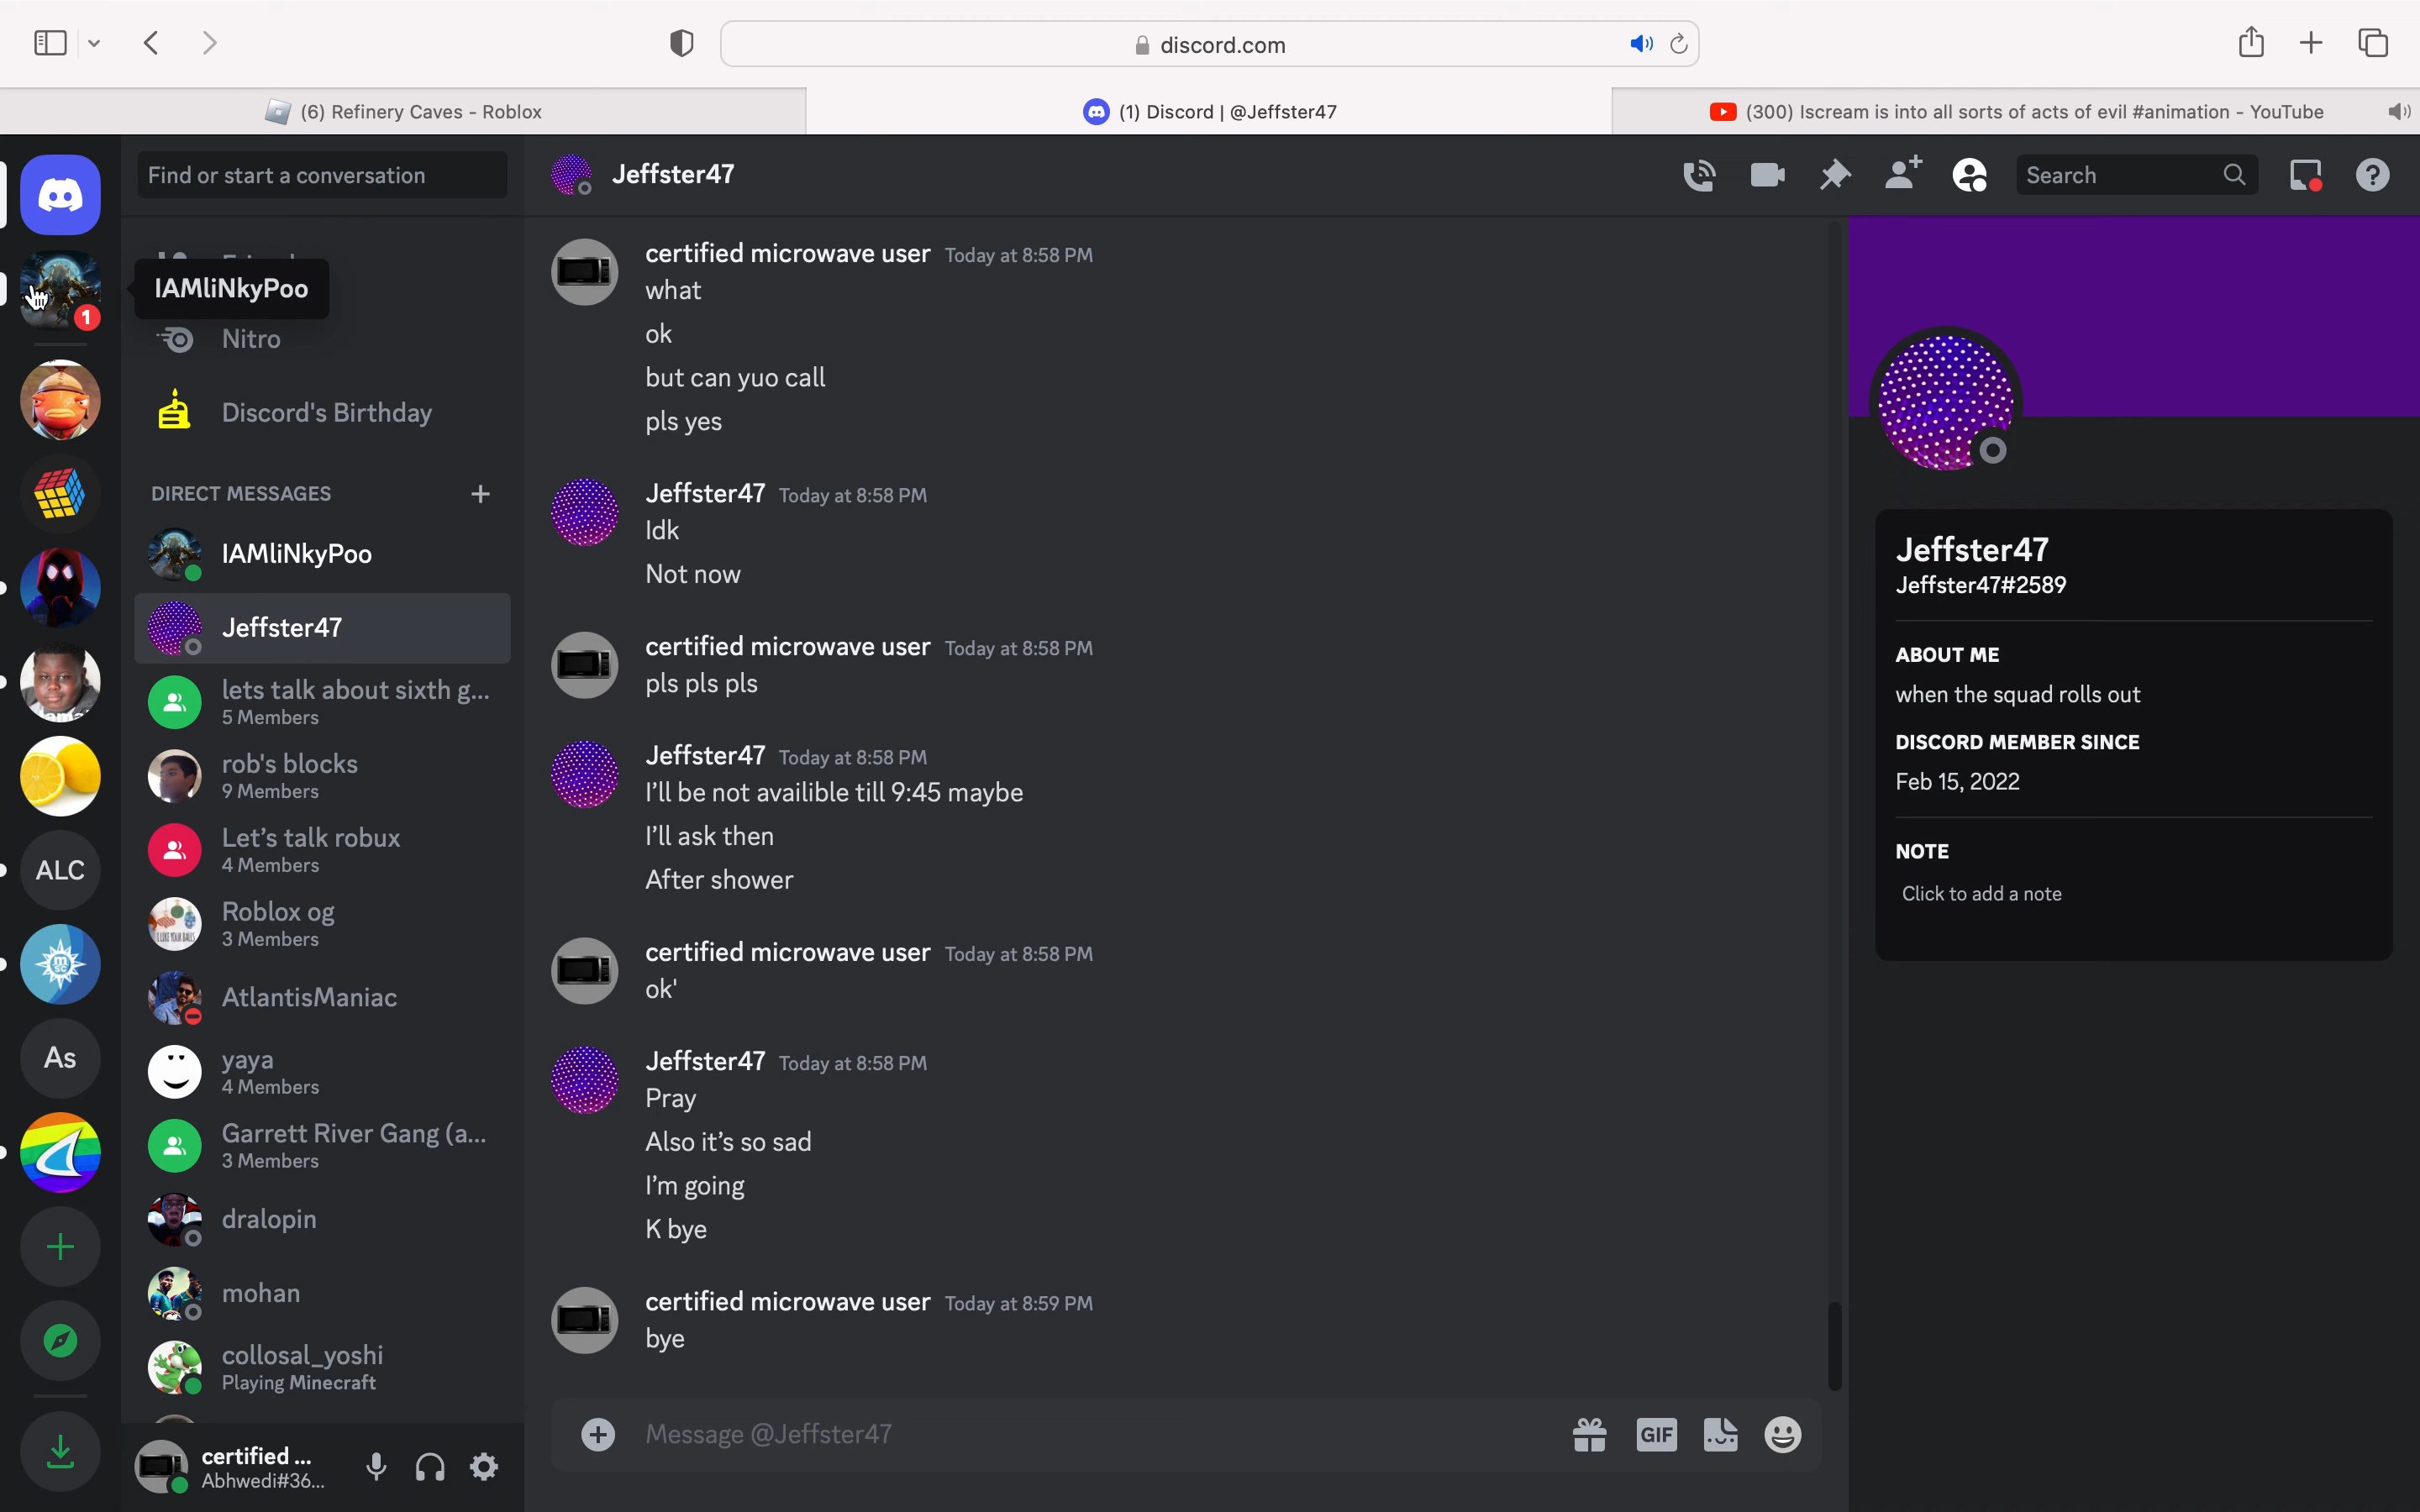 discord.com
(6) Refinery Caves - Roblox
(1) Discord | @Jeffster47
(300) Iscream is into all sorts of acts of evil #animation - YouTube
Find or start a conversation
Jeffster47
Search
IAMliNkyPoo
1
Nitro
Discord's Birthday
DIRECT MESSAGES
IAMliNkyPoo
Jeffster47
lets talk about sixth g...
5 Members
rob's blocks
9 Members
Let's talk robux
4 Members
Roblox og
3 Members
AtlantisManiac
yaya
4 Members
Garrett River Gang (a...
3 Members
dralopin
mohan
collosal_yoshi
Playing Minecraft
ALC
msc
As
certified ...
Abhwedi#36...
certified microwave user Today at 8:58 PM
what
ok
but can yuo call
pls yes
Jeffster47 Today at 8:58 PM
Idk
Not now
certified microwave user Today at 8:58 PM
pls pls pls
Jeffster47 Today at 8:58 PM
I'll be not availible till 9:45 maybe
I'll ask then
After shower
certified microwave user Today at 8:58 PM
ok'
Jeffster47 Today at 8:58 PM
Pray
Also it's so sad
I'm going
K bye
certified microwave user Today at 8:59 PM
bye
Message @Jeffster47
GIF
Jeffster47
Jeffster47#2589
ABOUT ME
when the squad rolls out
DISCORD MEMBER SINCE
Feb 15, 2022
NOTE
Click to add a note